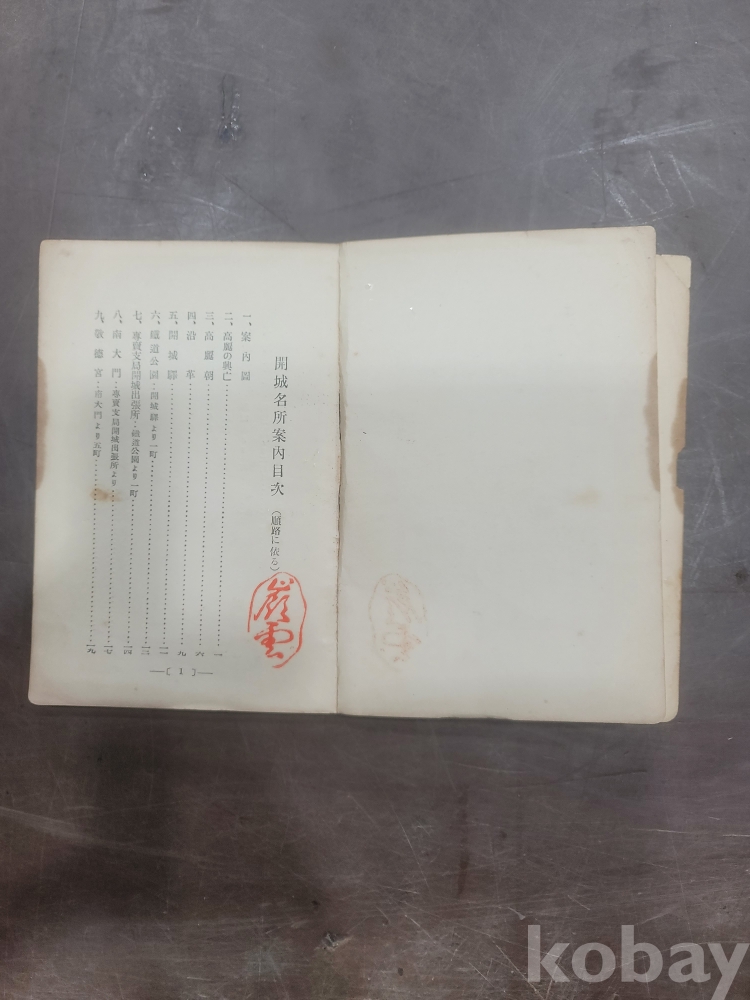 開城名所案內目次 (順路に依る)
嶺雲
一、案內圖
二、高麗の興亡……一
三、高麗朝……六
四、沿革……九
五、開城驛……一二
六、鐵道公園：開城驛より一町……一三
七、專賣支局開城出張所：鐵道公園より一町……一四
八、南大門：專賣支局開城出張所より……一七
九、敬德宮：南大門より五町……一九
—〔1〕—
kobay